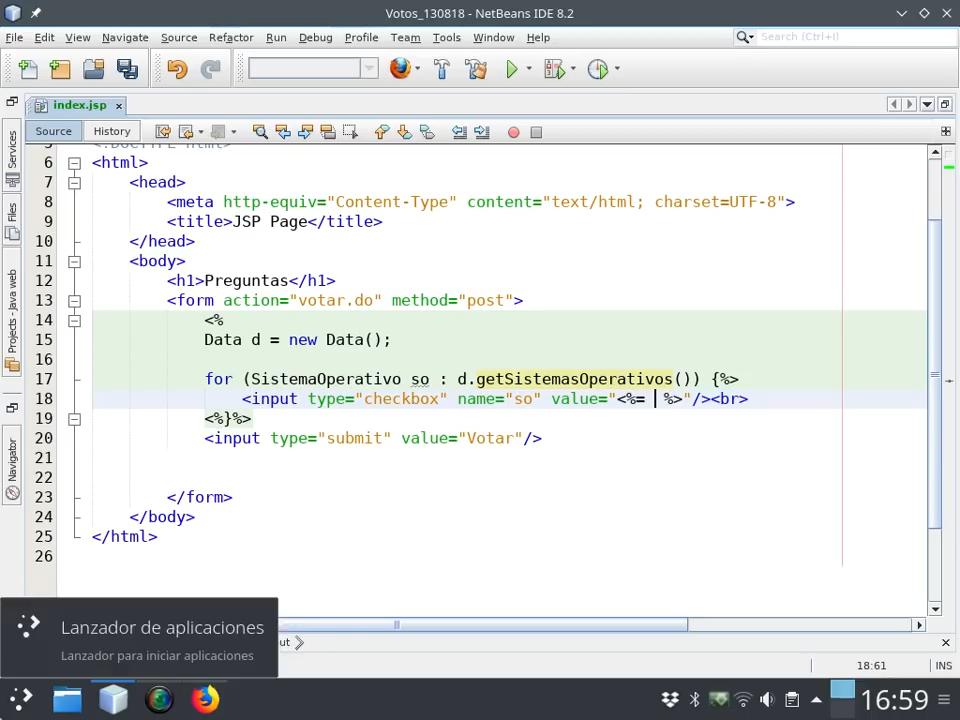 Votos_130818 - NetBeans IDE 8.2
File Edit View Navigate Source Refactor Run Debug Profile Team Tools Window Help
Search (Ctrl+I)
index.jsp
Source History
Services
Files
Projects - Java web
Navigator
6 <html>
7 <head>
8 <meta http-equiv="Content-Type" content="text/html; charset=UTF-8">
9 <title>JSP Page</title>
10 </head>
11 <body>
12 <h1>Preguntas</h1>
13 <form action="votar.do" method="post">
14 <%
15 Data d = new Data();
16
17 for (SistemaOperativo so : d.getSistemasOperativos()) {%>
18 <input type="checkbox" name="so" value="<%= %>"/><br>
19 <%}%>
20 <input type="submit" value="Votar"/>
21
22
23 </form>
24 </body>
25 </html>
26
Lanzador de aplicaciones
Lanzador para iniciar aplicaciones
18:61 INS
16:59